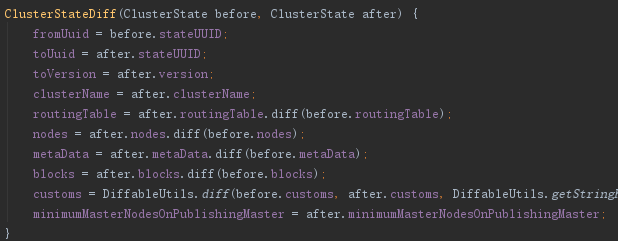 ClusterStateDiff(ClusterState before, ClusterState after) {
fromUuid = before.stateUUID;
toUuid = after.stateUUID;
toVersion = after.version;
clusterName = after.clusterName;
routingTable = after.routingTable.diff(before.routingTable);
nodes = after.nodes.diff(before.nodes);
metaData = after.metaData.diff(before.metaData);
blocks = after.blocks.diff(before.blocks);
customs = DiffableUtils.diff(before.customs, after.customs, DiffableUtils.
minimumMasterNodesOnPublishingMaster = after.minimumMasterNodesOnPublishingMaster;
}